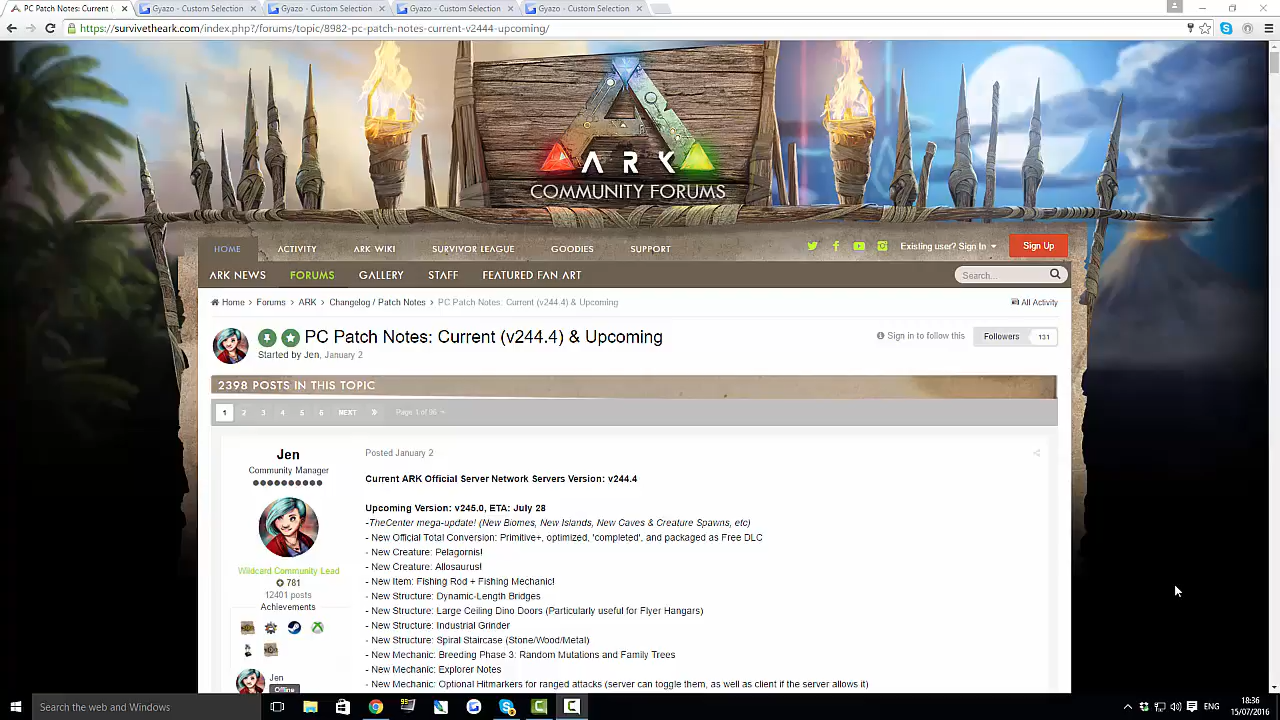 PC Patch Notes: Current (
Gyazo - Custom Selection
Gyazo - Custom Selection
Gyazo - Custom Selection
Gyazo - Custom Selection
https://survivetheark.com/index.php?/forums/topic/8982-pc-patch-notes-current-v2444-upcoming/
ARK
COMMUNITY FORUMS
HOME ACTIVITY ARK WIKI SURVIVOR LEAGUE GOODIES SUPPORT Existing user? Sign In Sign Up
ARK NEWS FORUMS GALLERY STAFF FEATURED FAN ART Search...
Home Forums ARK Changelog / Patch Notes PC Patch Notes: Current (v244.4) & Upcoming All Activity
PC Patch Notes: Current (v244.4) & Upcoming
Sign in to follow this Followers 131
Started by Jen, January 2
2398 POSTS IN THIS TOPIC
1 2 3 4 5 6 NEXT » Page 1 of 96
Jen
Community Manager
Wildcard Community Lead
781
12401 posts
Achievements
Jen
Offline
Posted January 2
Current ARK Official Server Network Servers Version: v244.4
Upcoming Version: v245.0, ETA: July 28
-TheCenter mega-update! (New Biomes, New Islands, New Caves & Creature Spawns, etc)
- New Official Total Conversion: Primitive+, optimized, 'completed', and packaged as Free DLC
- New Creature: Pelagornis!
- New Creature: Allosaurus!
- New Item: Fishing Rod + Fishing Mechanic!
- New Structure: Dynamic-Length Bridges
- New Structure: Large Ceiling Dino Doors (Particularly useful for Flyer Hangars)
- New Structure: Industrial Grinder
- New Structure: Spiral Staircase (Stone/Wood/Metal)
- New Mechanic: Breeding Phase 3: Random Mutations and Family Trees
- New Mechanic: Explorer Notes
- New Mechanic: Optional Hitmarkers for ranged attacks (server can toggle them, as well as client if the server allows it)
Search the web and Windows
ENG
18:36
15/07/2016